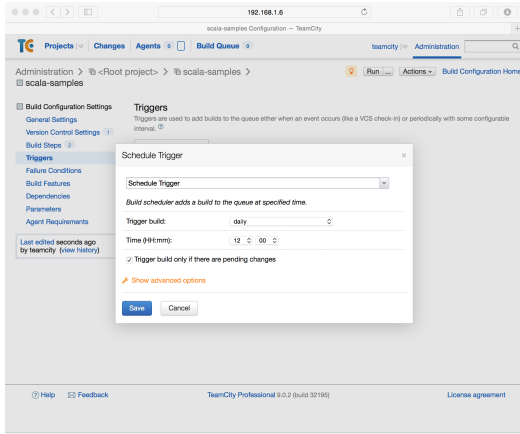 192.168.1.6
scala-samples Configuration — TeamCity
TC Projects Changes Agents 0 Build Queue 0 teamcity Administration
Administration > <Root project> > scala-samples > Run ... Actions Build Configuration Home
scala-samples
Build Configuration Settings
General Settings
Version Control Settings 1
Build Steps 2
Triggers
Failure Conditions
Build Features
Dependencies
Parameters
Agent Requirements
Last edited seconds ago
by teamcity (view history)
Triggers
Triggers are used to add builds to the queue either when an event occurs (like a VCS check-in) or periodically with some configurable
interval. ?
Schedule Trigger ×
Schedule Trigger
Build scheduler adds a build to the queue at specified time.
Trigger build: daily
Time (HH:mm): 12 00
Trigger build only if there are pending changes
Show advanced options
Save Cancel
? Help Feedback TeamCity Professional 9.0.2 (build 32195) License agreement